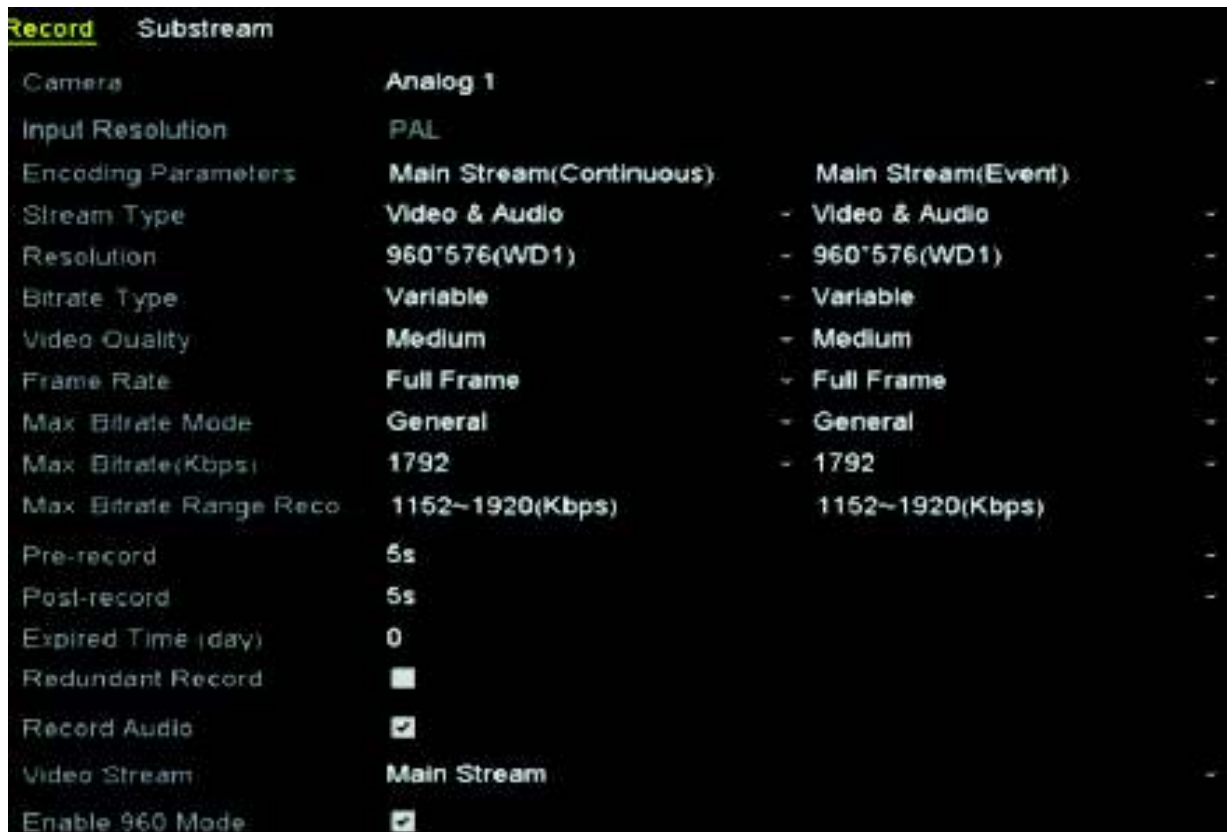 Record Substream
Camera Analog 1
Input Resolution PAL
Encoding Parameters Main Stream(Continuous) Main Stream(Event)
Stream Type Video & Audio Video & Audio
Resolution 960*576(WD1) 960*576(WD1)
Bitrate Type Variable Variable
Video Quality Medium Medium
Frame Rate Full Frame Full Frame
Max. Bitrate Mode General General
Max. Bitrate(Kbps) 1792 1792
Max. Bitrate Range Reco... 1152~1920(Kbps) 1152~1920(Kbps)
Pre-record 5s
Post-record 5s
Expired Time (day) 0
Redundant Record
Record Audio
Video Stream Main Stream
Enable 960 Mode